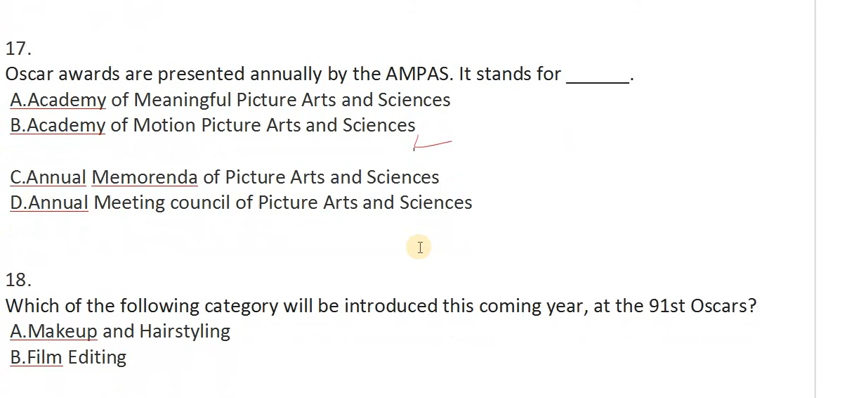 17.
Oscar awards are presented annually by the AMPAS. It stands for ______.
A.Academy of Meaningful Picture Arts and Sciences
B.Academy of Motion Picture Arts and Sciences
C.Annual Memorenda of Picture Arts and Sciences
D.Annual Meeting council of Picture Arts and Sciences
18.
Which of the following category will be introduced this coming year, at the 91st Oscars?
A.Makeup and Hairstyling
B.Film Editing